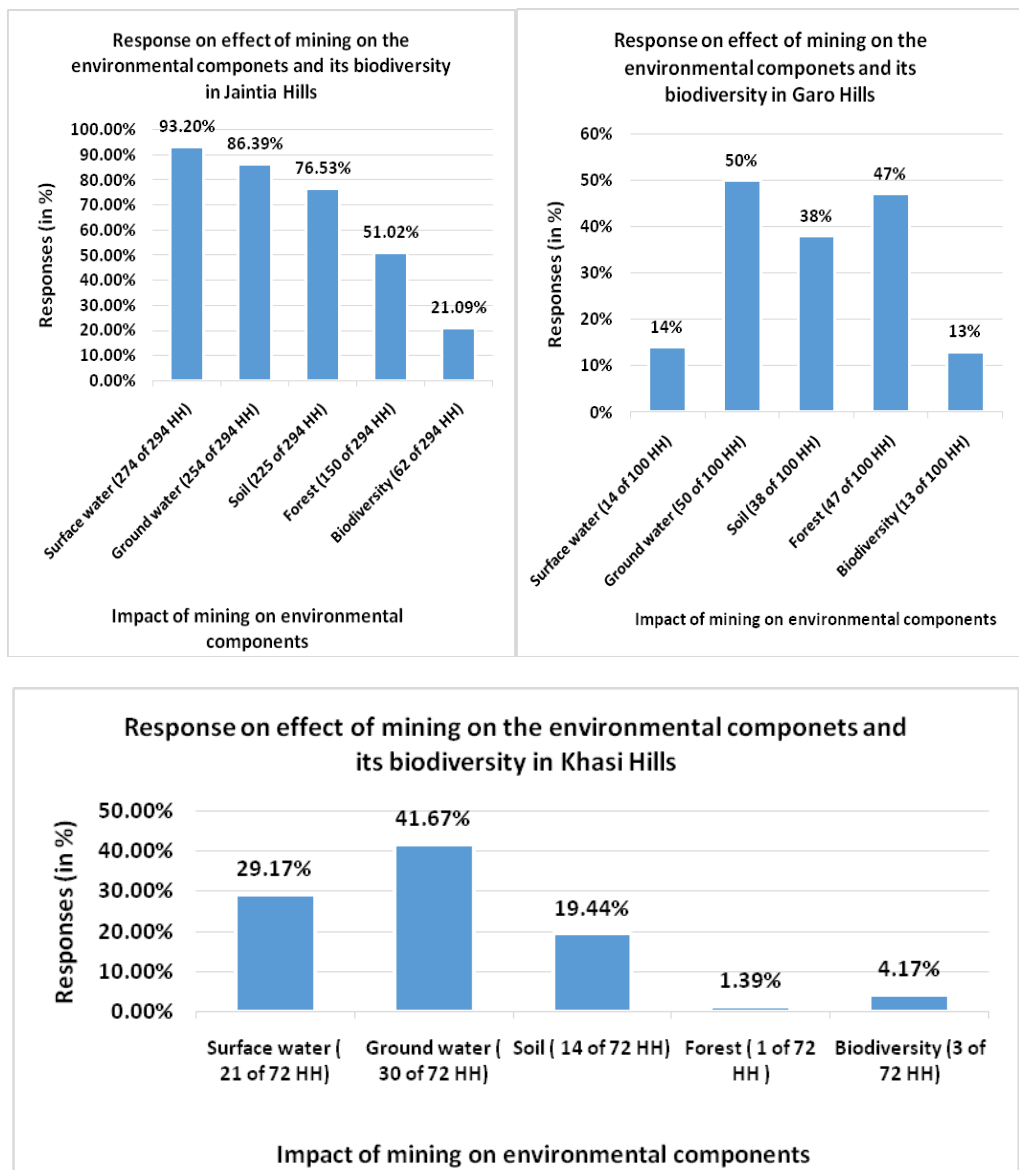 Response on effect of mining on the
environmental componets and its biodiversity
in Jaintia Hills
Responses (in %)
100.00%
90.00%
80.00%
70.00%
60.00%
50.00%
40.00%
30.00%
20.00%
10.00%
0.00%
93.20%
86.39%
76.53%
51.02%
21.09%
Surface water (274 of 294 HH)
Ground water (254 of 294 HH)
Soil (225 of 294 HH)
Forest (150 of 294 HH)
Biodiversity (62 of 294 HH)
Impact of mining on environmental
components
Response on effect of mining on the
environmental componets and its
biodiversity in Garo Hills
Responses (in %)
60%
50%
40%
30%
20%
10%
0%
14%
50%
38%
47%
13%
Surface water (14 of 100 HH)
Ground water (50 of 100 HH)
Soil (38 of 100 HH)
Forest (47 of 100 HH)
Biodiversity (13 of 100 HH)
Impact of mining on environmental components
Response on effect of mining on the environmental componets and
its biodiversity in Khasi Hills
Responses (in %)
50.00%
40.00%
30.00%
20.00%
10.00%
0.00%
29.17%
41.67%
19.44%
1.39%
4.17%
Surface water (
21 of 72 HH)
Ground water (
30 of 72 HH)
Soil ( 14 of 72 HH)
Forest ( 1 of 72
HH )
Biodiversity (3 of
72 HH)
Impact of mining on environmental components